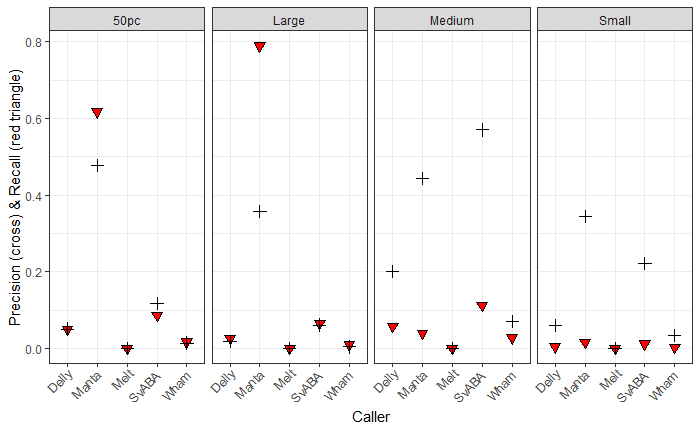 50pc Large Medium Small
0.8
0.6
0.4
0.2
0.0
Precision (cross) & Recall (red triangle)
Delly Manta Melt SvABA Wham Delly Manta Melt SvABA Wham Delly Manta Melt SvABA Wham Delly Manta Melt SvABA Wham
Caller